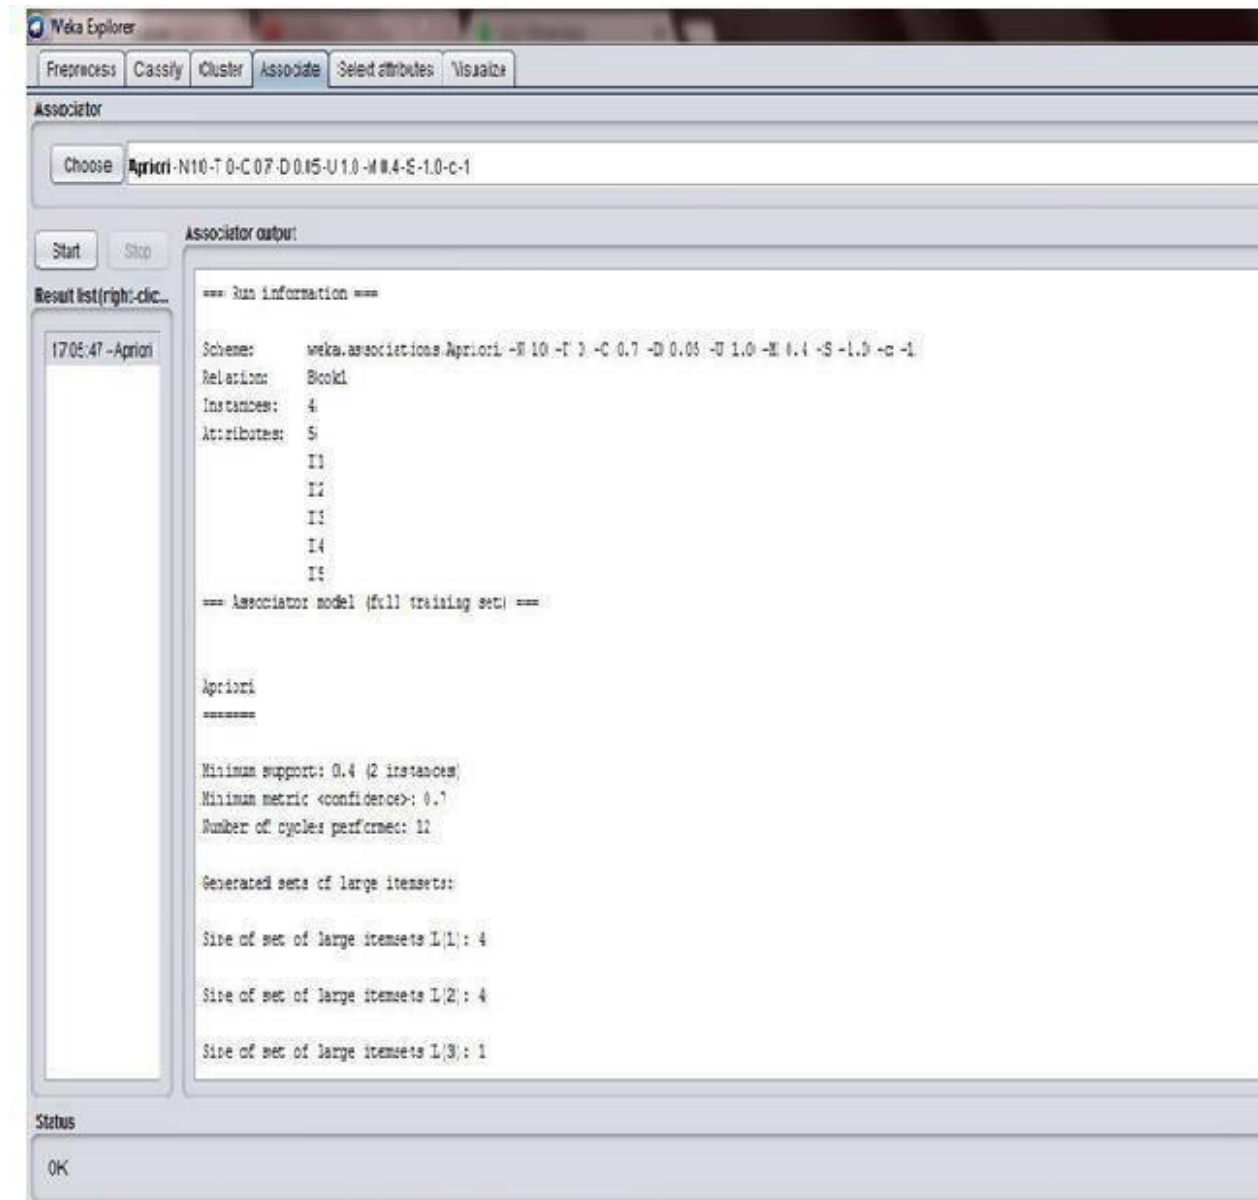 Weka Explorer
Preprocess Classify Cluster Associate Select attributes Visualize
Associator
Choose Apriori -N 10 -T 0 -C 0.7 -D 0.05 -U 1.0 -M 0.4 -S -1.0 -c -1
Start Stop
Associator output
Result list (right-clic...
17:05:47 - Apriori
=== Run information ===
Scheme: weka.associations.Apriori -N 10 -T 0 -C 0.7 -D 0.05 -U 1.0 -M 0.4 -S -1.0 -c -1
Relation: Book1
Instances: 4
Attributes: 5
I1
I2
I3
I4
I5
=== Associator model (full training set) ===
Apriori
=======
Minimum support: 0.4 (2 instances)
Minimum metric <confidence>: 0.7
Number of cycles performed: 12
Generated sets of large itemsets:
Size of set of large itemsets L(1): 4
Size of set of large itemsets L(2): 4
Size of set of large itemsets L(3): 1
Status
OK